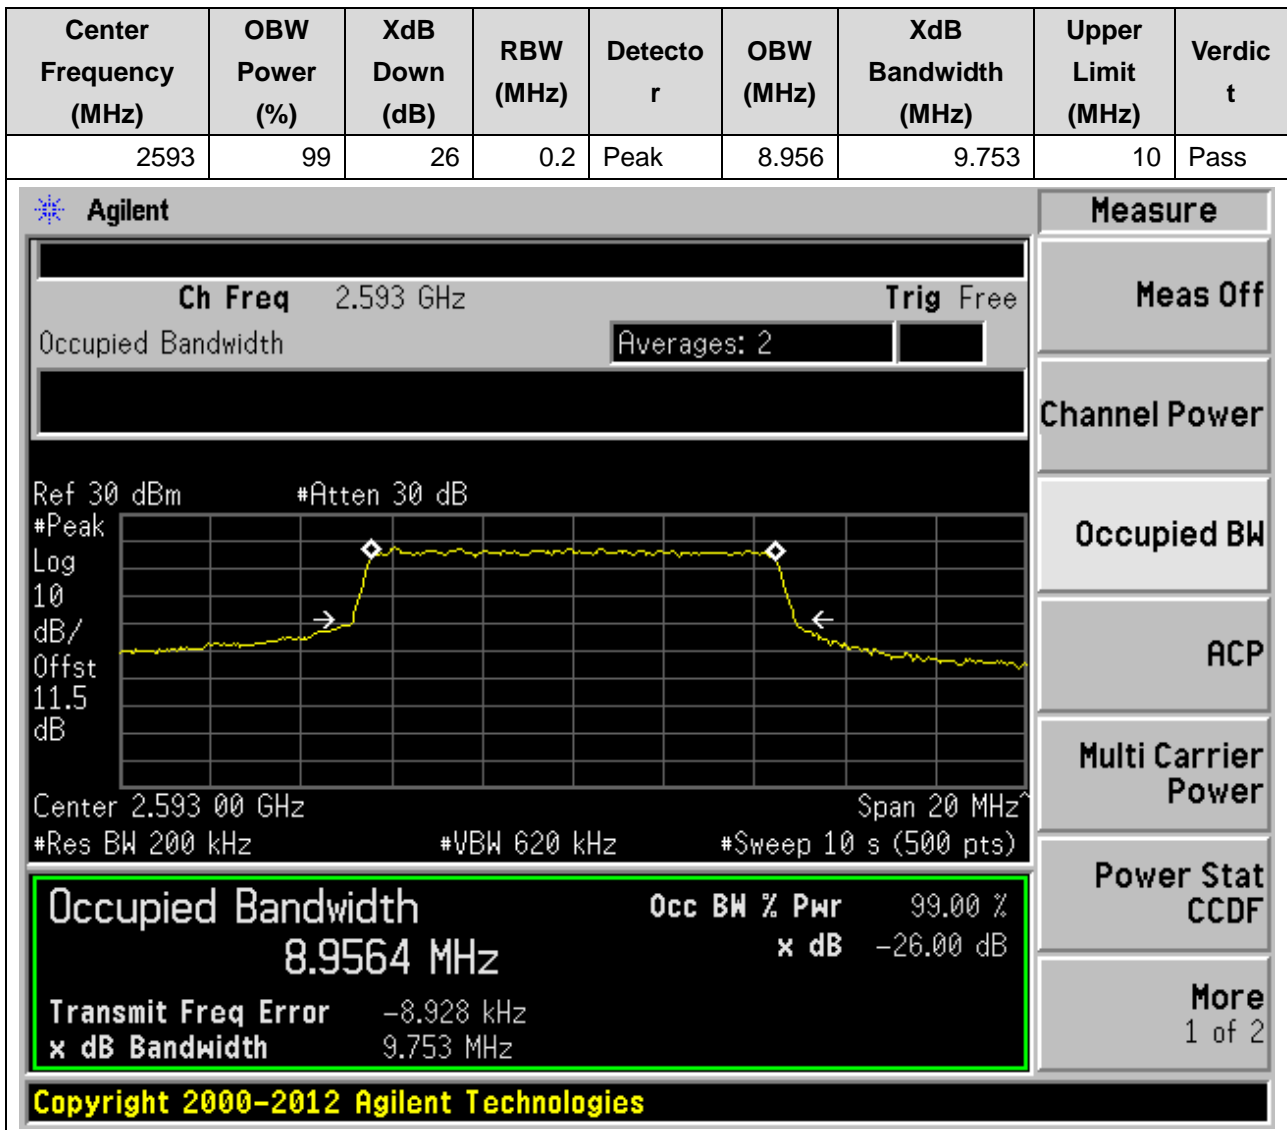 Center Frequency (MHz) OBW Power (%) XdB Down (dB) RBW (MHz) Detecto r OBW (MHz) XdB Bandwidth (MHz) Upper Limit (MHz) Verdic t
2593 99 26 0.2 Peak 8.956 9.753 10 Pass
Agilent
Measure
Ch Freq 2.593 GHz Trig Free
Occupied Bandwidth Averages: 2
Meas Off
Channel Power
Occupied BW
ACP
Multi Carrier
Power
Power Stat
CCDF
More
1 of 2
Ref 30 dBm #Atten 30 dB
#Peak
Log
10
dB/
Offst
11.5
dB
Center 2.593 00 GHz Span 20 MHz^
#Res BW 200 kHz #VBW 620 kHz #Sweep 10 s (500 pts)
Occupied Bandwidth Occ BW % Pwr 99.00 %
8.9564 MHz x dB -26.00 dB
Transmit Freq Error -8.928 kHz
x dB Bandwidth 9.753 MHz
Copyright 2000-2012 Agilent Technologies